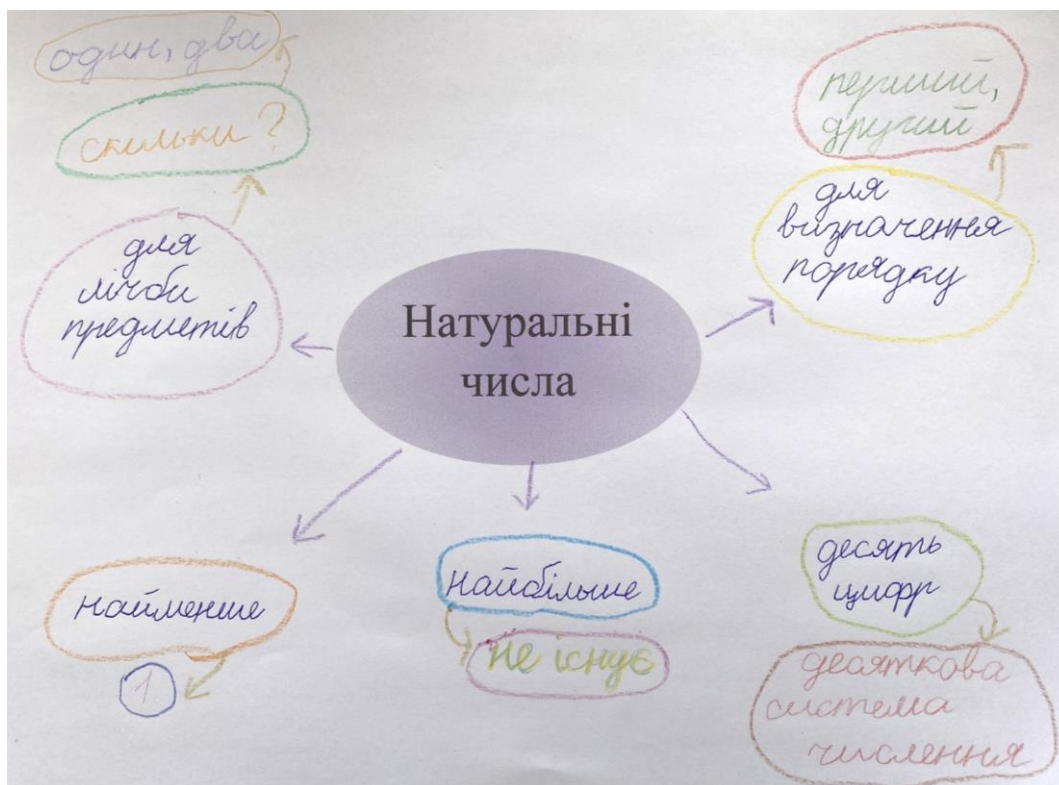 один, два
скільки?
для
лічби
предметів
перший,
другий
для
визначення
порядку
Натуральні
числа
найменше
1
найбільше
не існує
десять
цифр
десяткова
система
числення